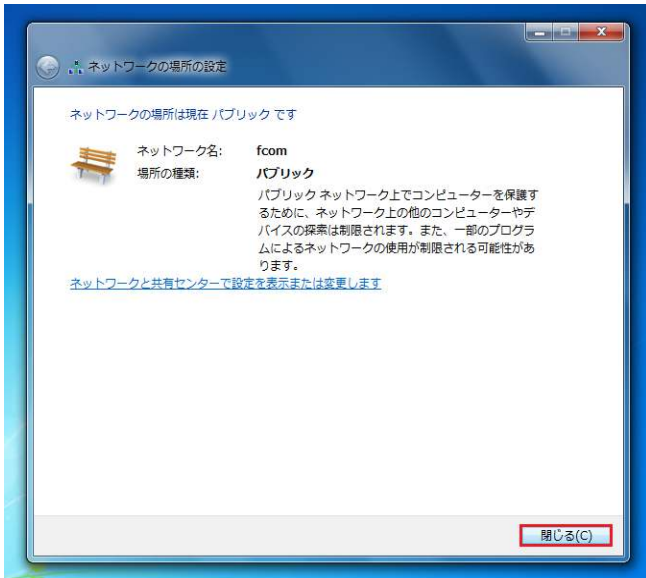 ネットワークの場所の設定
ネットワークの場所は現在 パブリック です
ネットワーク名: fcom
場所の種類: パブリック
パブリック ネットワーク上でコンピューターを保護す
るために、ネットワーク上の他のコンピューターやデ
バイスの探索は制限されます。また、一部のプログラ
ムによるネットワークの使用が制限される可能性があ
ります。
ネットワークと共有センターで設定を表示または変更します
閉じる(C)